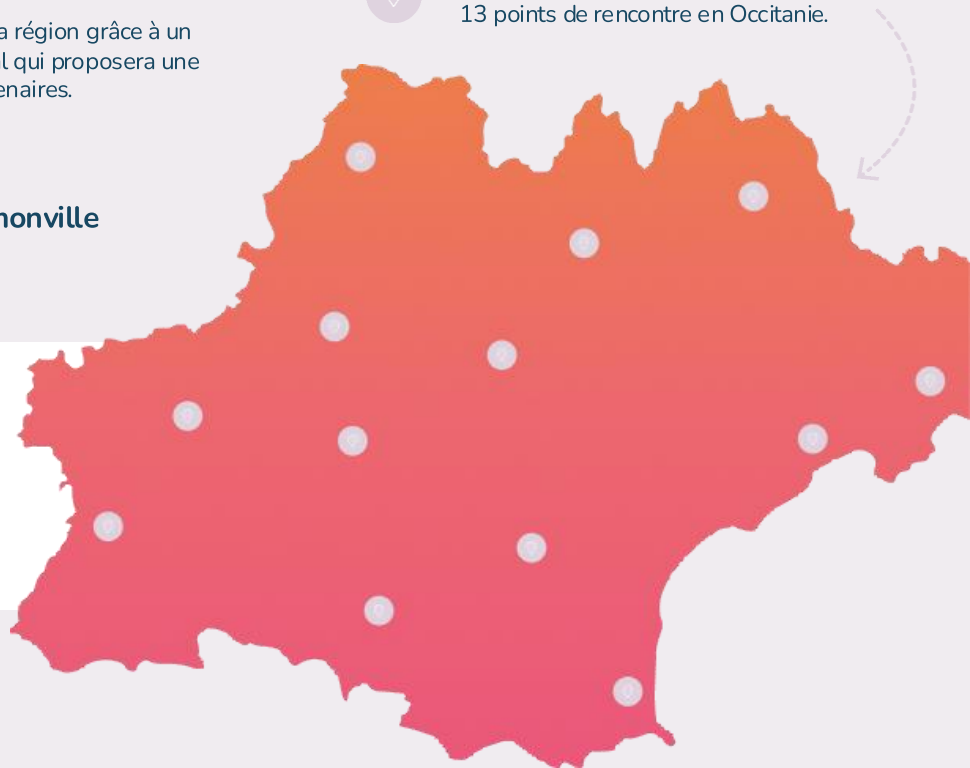 13 points de rencontre en Occitanie.
a région grâce à un
l qui proposera une
enaires.
nonville